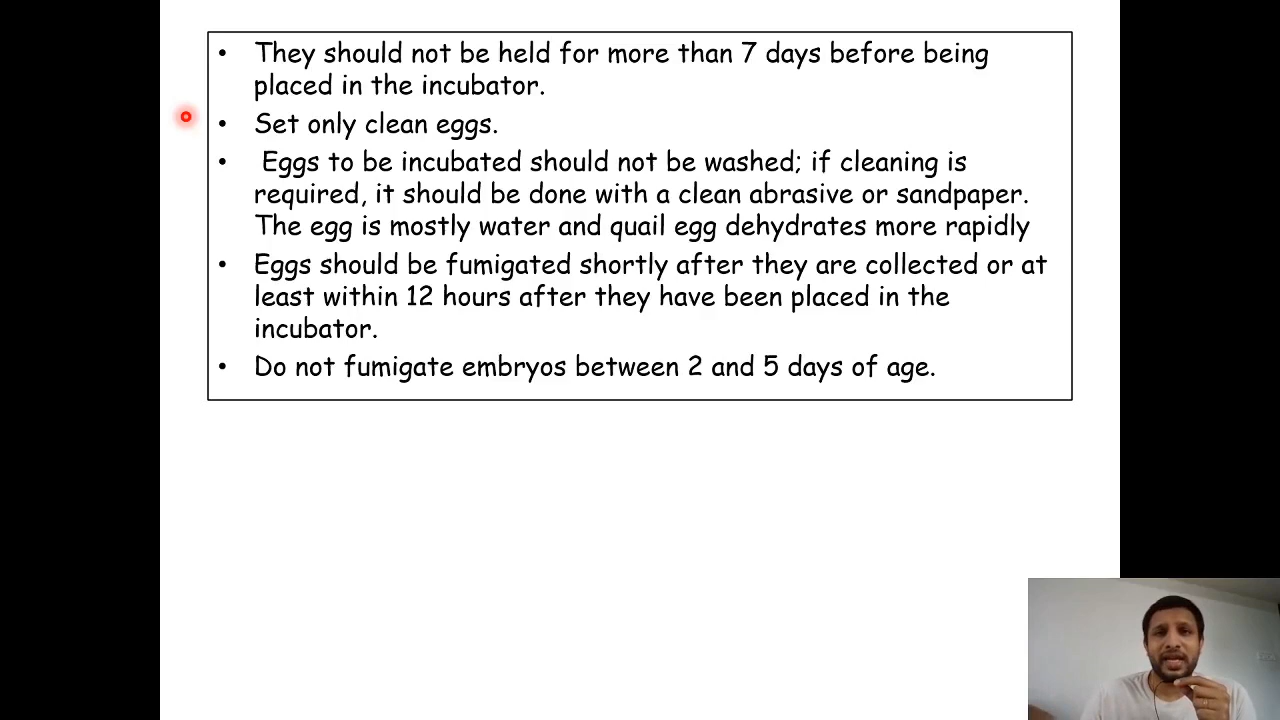 • They should not be held for more than 7 days before being
placed in the incubator.
• Set only clean eggs.
• Eggs to be incubated should not be washed; if cleaning is
required, it should be done with a clean abrasive or sandpaper.
The egg is mostly water and quail egg dehydrates more rapidly
• Eggs should be fumigated shortly after they are collected or at
least within 12 hours after they have been placed in the
incubator.
• Do not fumigate embryos between 2 and 5 days of age.